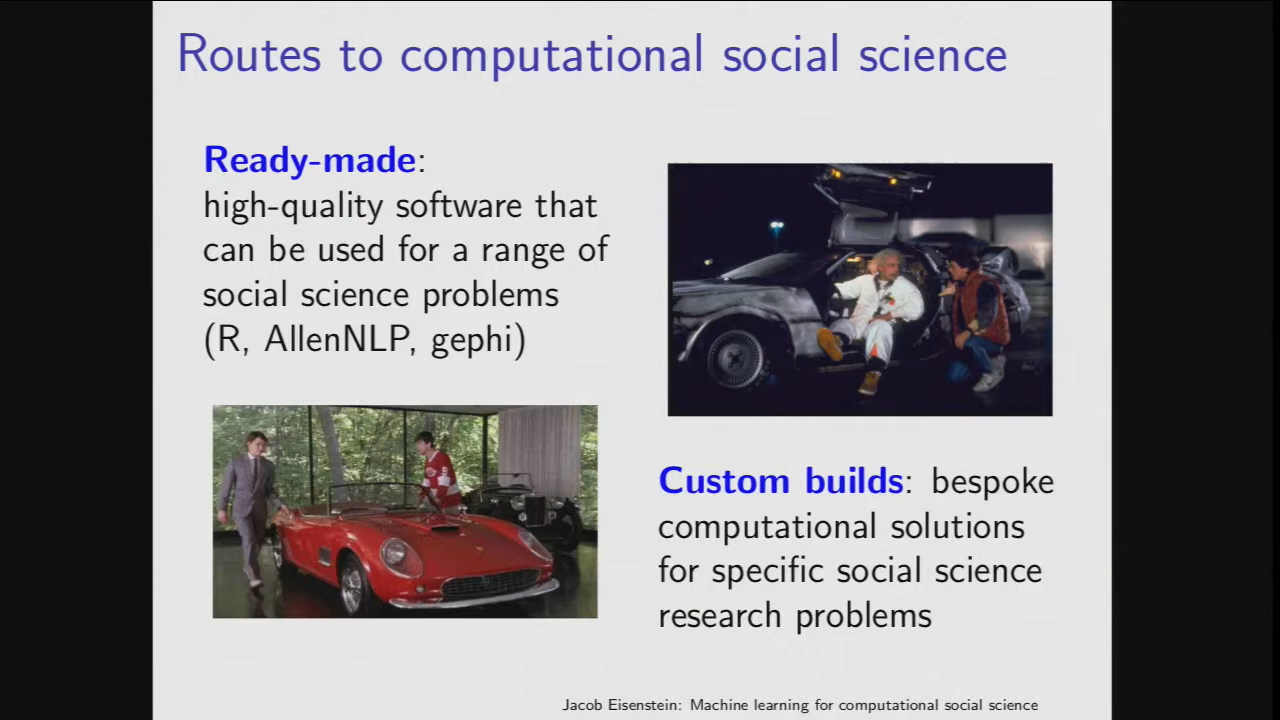 Routes to computational social science
Ready-made:
high-quality software that
can be used for a range of
social science problems
(R, AllenNLP, gephi)
Custom builds: bespoke
computational solutions
for specific social science
research problems
Jacob Eisenstein: Machine learning for computational social science